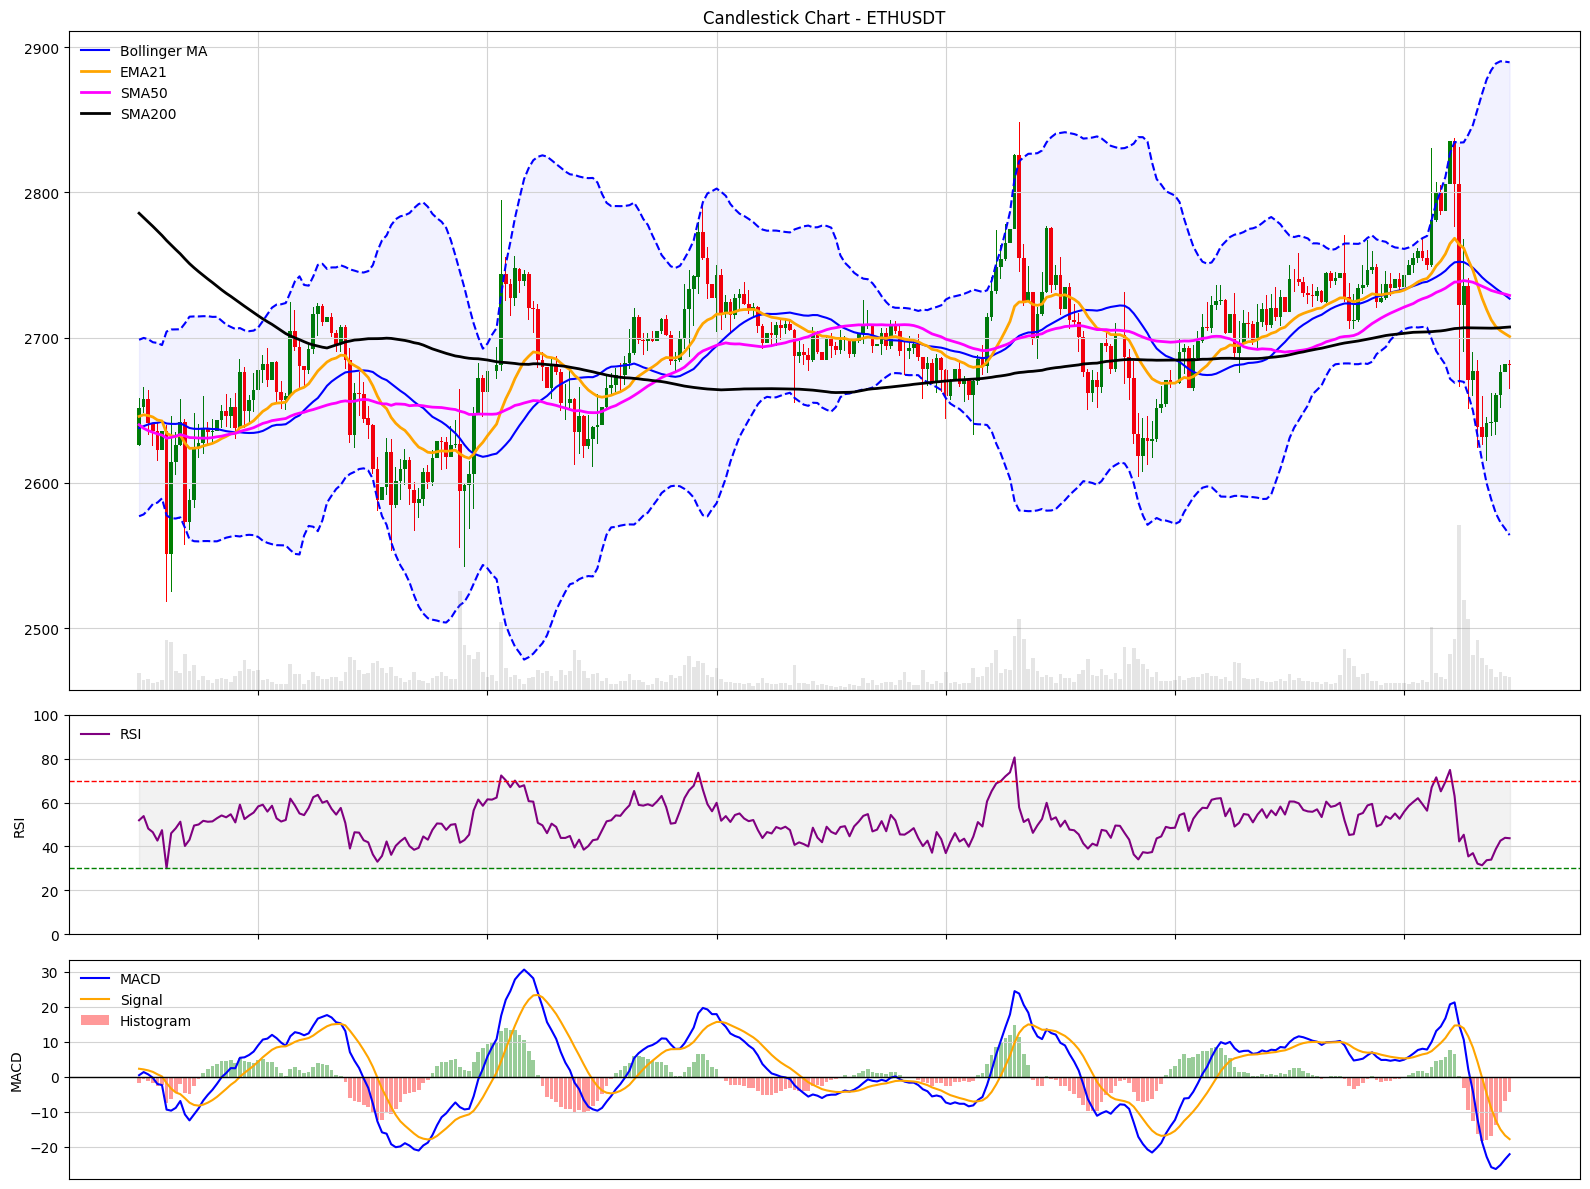 Candlestick Chart - ETHUSDT
2900
2800
2700
2600
2500
Bollinger MA
EMA21
SMA50
SMA200
100
80
60
40
20
0
RSI
RSI
30
20
10
0
−10
−20
MACD
MACD
Signal
Histogram